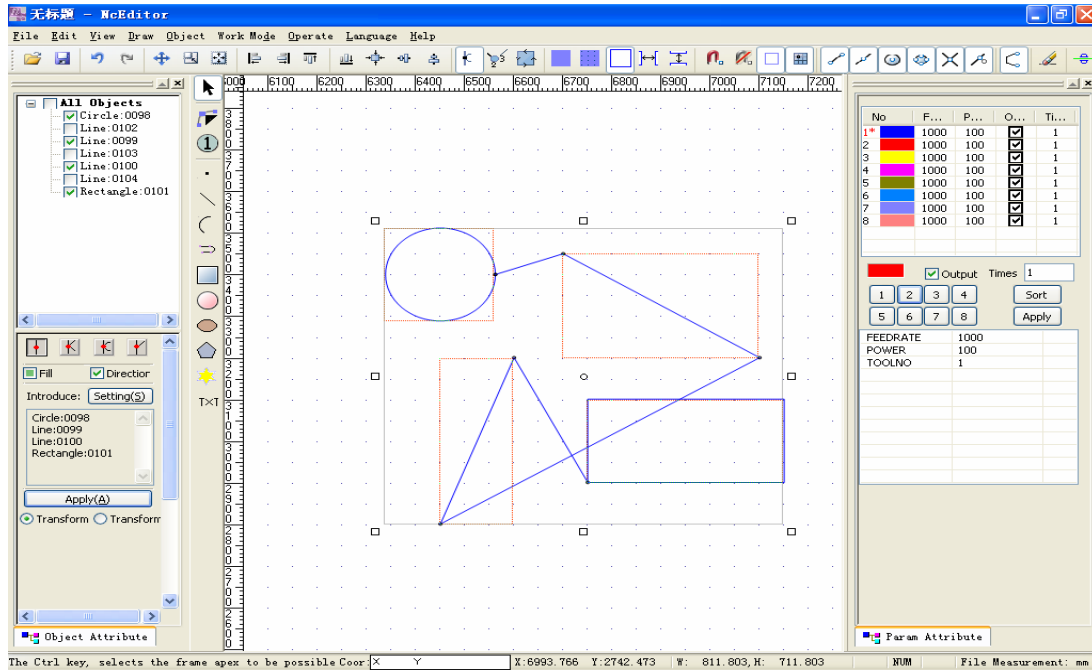 无标题 - NcEditor
File Edit View Draw Object Work Mode Operate Language Help
6100 6200 6300 6400 6500 6600 6700 6800 6900 7000 7100 7200
All Objects
Circle:0098
Line:0102
Line:0099
Line:0103
Line:0100
Line:0104
Rectangle:0101
Fill Direction
Introduce: Setting(S)
Circle:0098
Line:0099
Line:0100
Rectangle:0101
Apply(A)
Transform Transform
Object Attribute
1
TXT
No F... P... O... Ti...
1* 1000 100 1
2 1000 100 1
3 1000 100 1
4 1000 100 1
5 1000 100 1
6 1000 100 1
7 1000 100 1
8 1000 100 1
Output Times 1
1 2 3 4 Sort
5 6 7 8 Apply
FEEDRATE 1000
POWER 100
TOOLNO 1
Param Attribute
The Ctrl key, selects the frame apex to be possible Coor: X Y X:6993.766 Y:2742.473 W: 811.803,H: 711.803 NUM File Measurement: mm